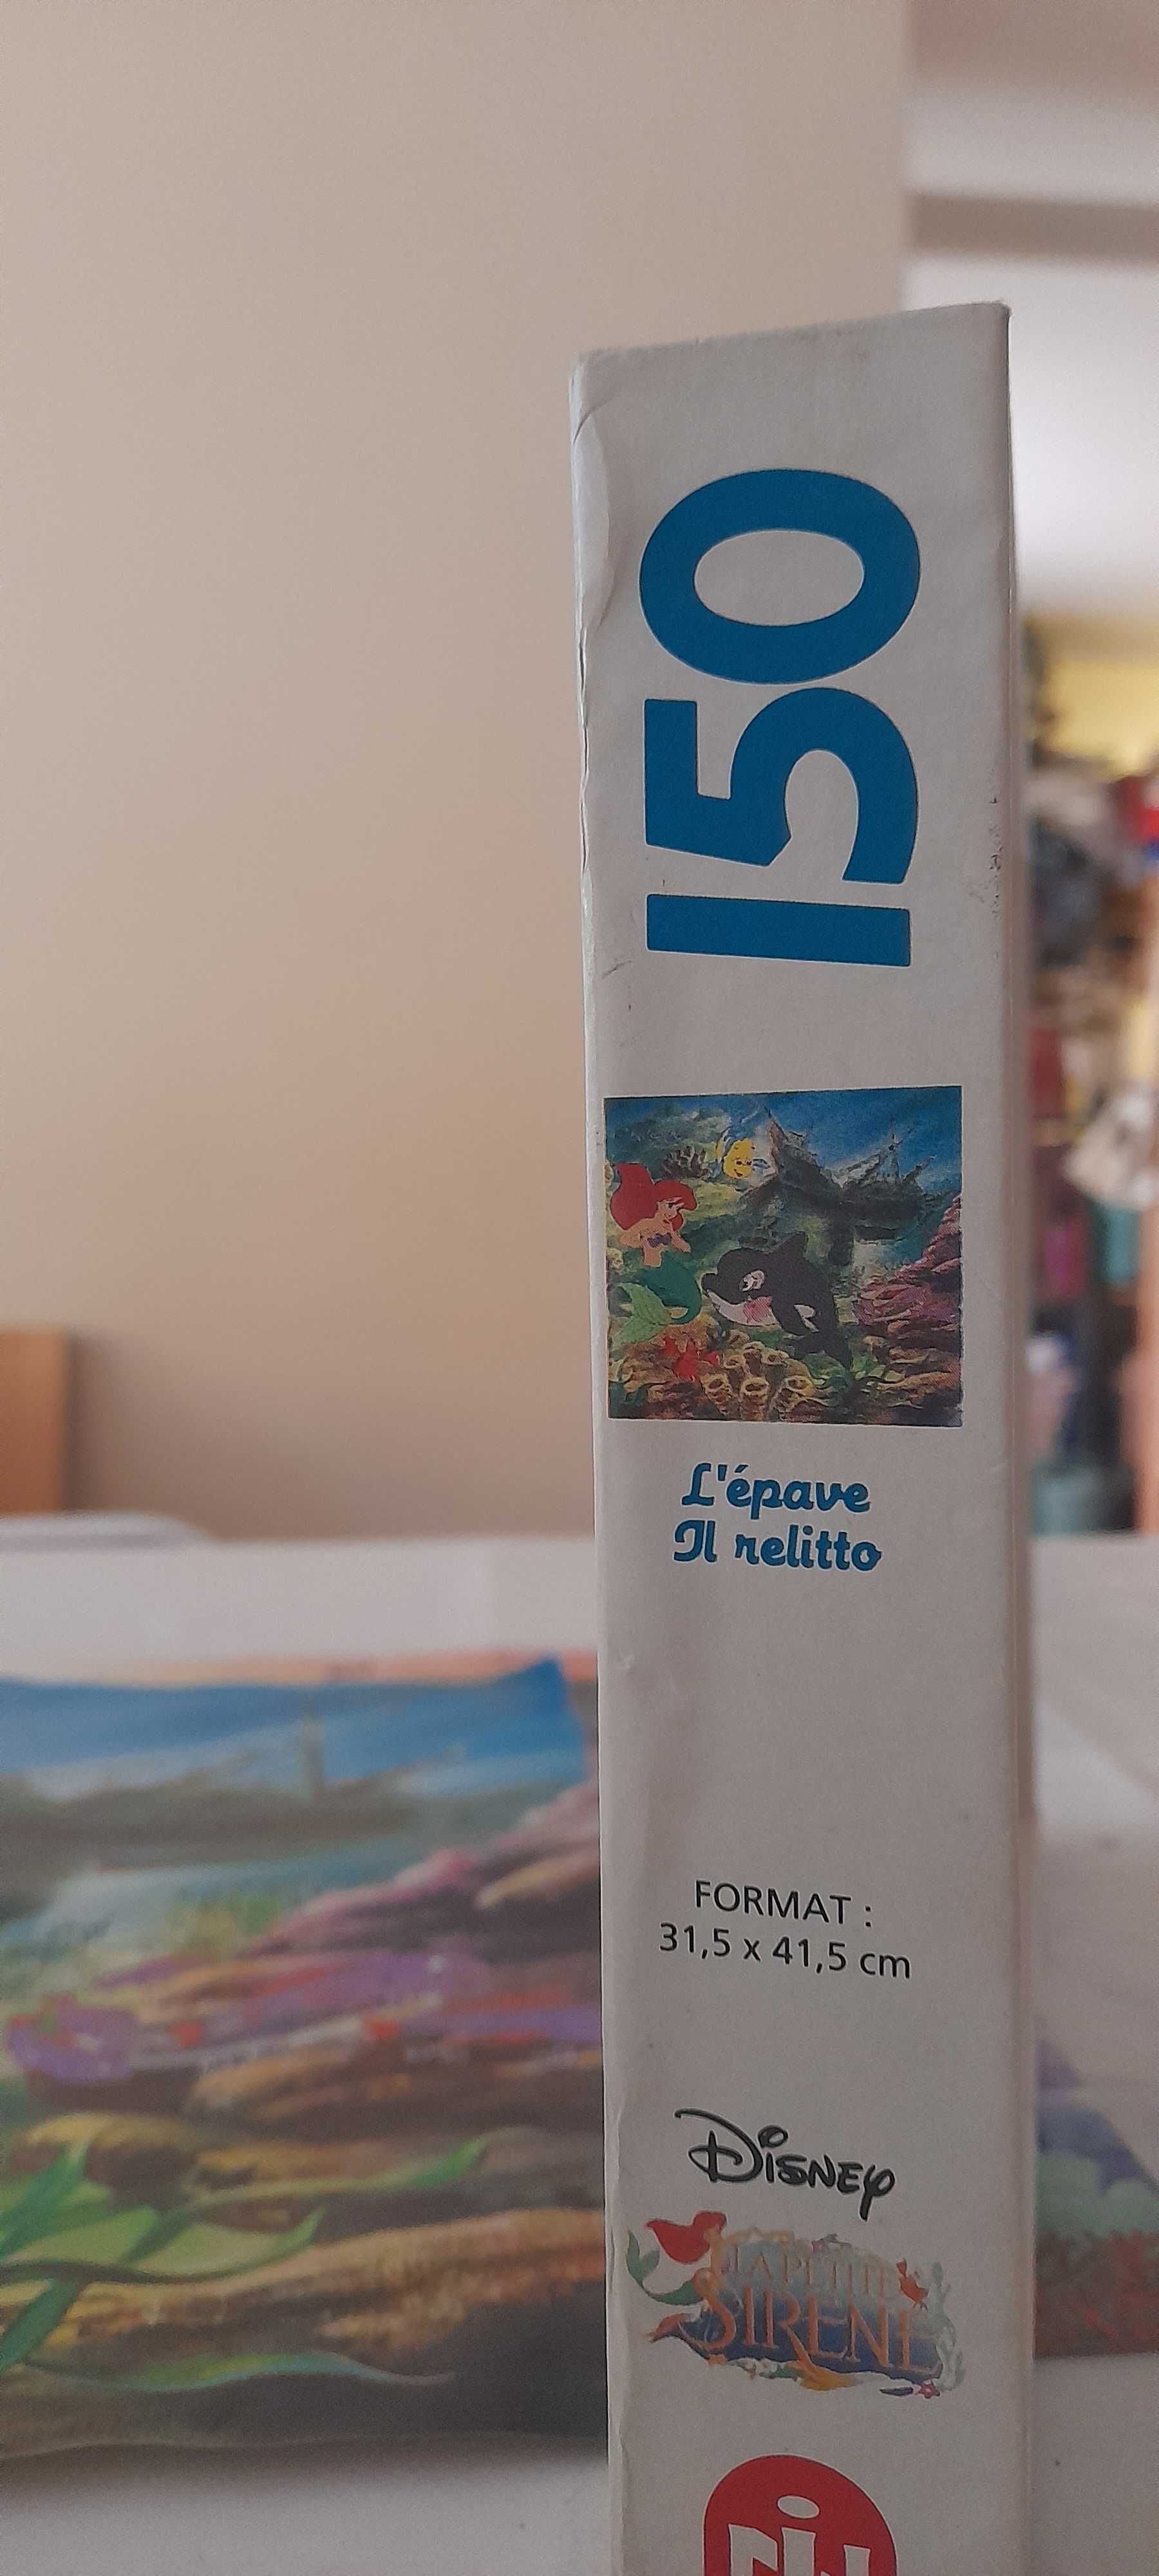 150
L'épave
Il relitto
FORMAT :
31,5 x 41,5 cm
Disney
LA PETITE
SIRÈNE